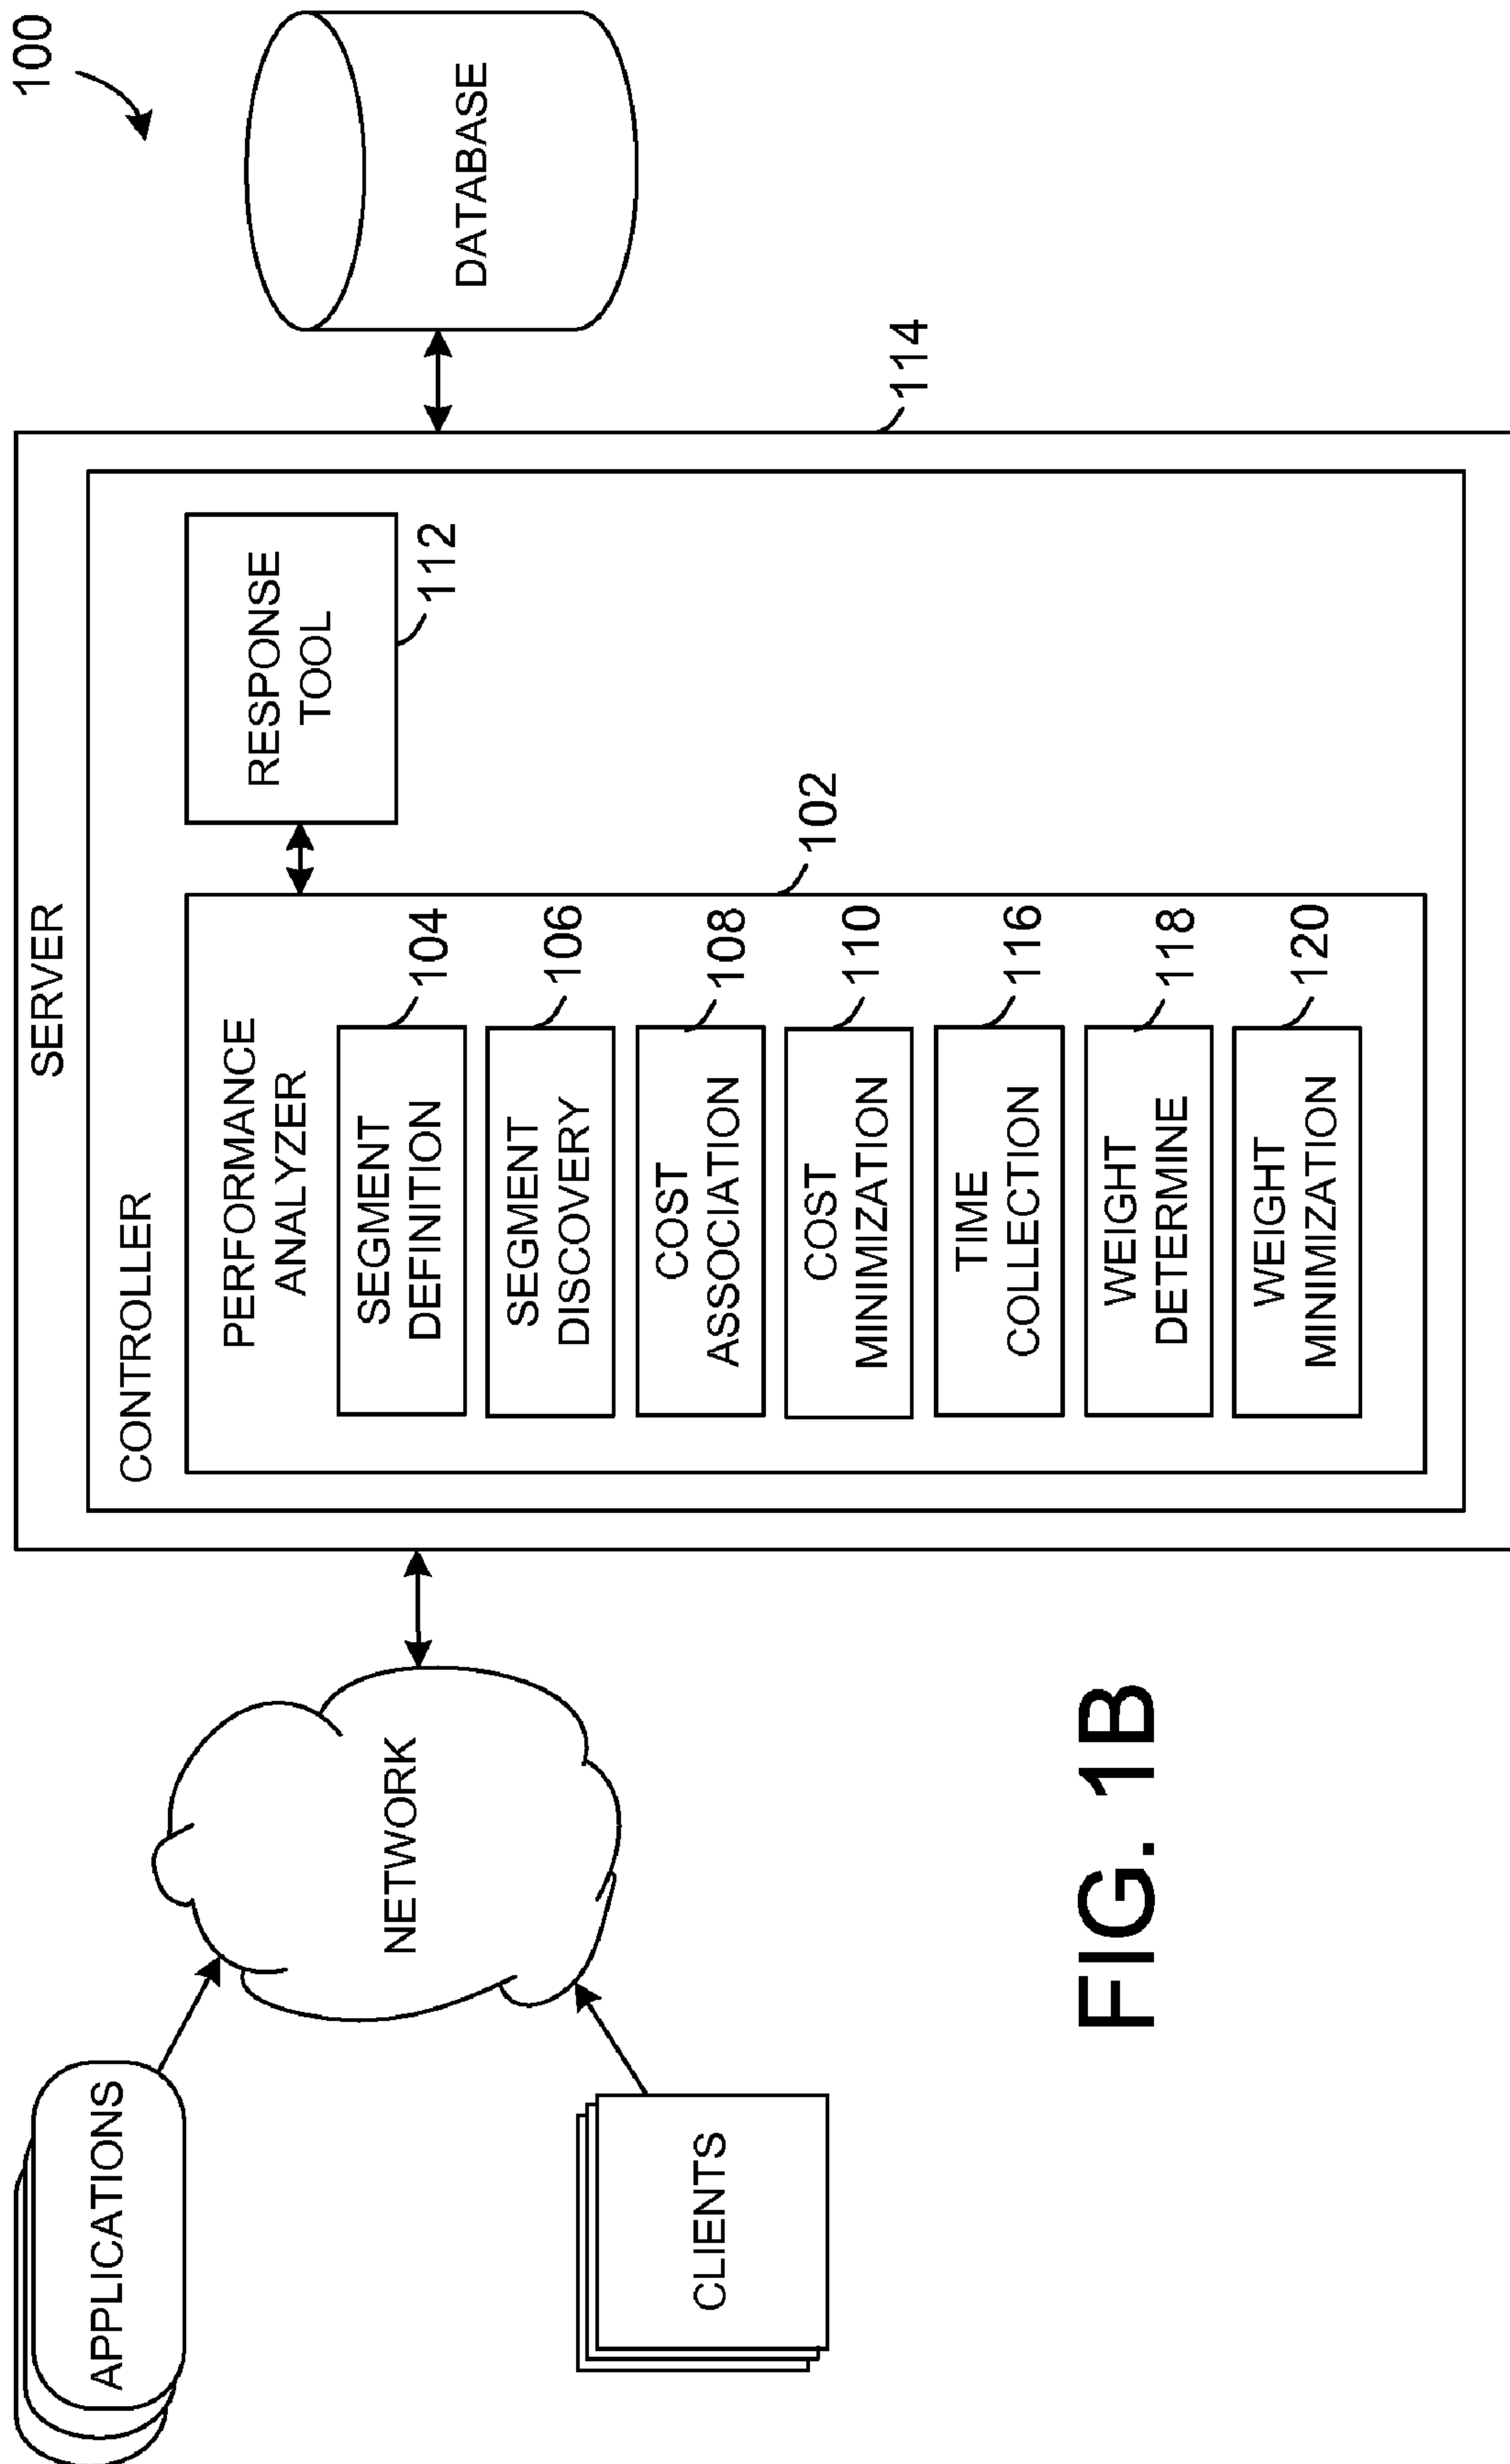 100
SERVER
CONTROLLER
PERFORMANCE
ANALYZER
SEGMENT
DEFINITION
104
SEGMENT
DISCOVERY
106
COST
ASSOCIATION
108
COST
MINIMIZATION
110
TIME
COLLECTION
116
WEIGHT
DETERMINE
118
WEIGHT
MINIMIZATION
120
102
RESPONSE
TOOL
112
114
DATABASE
APPLICATIONS
NETWORK
CLIENTS
FIG. 1B